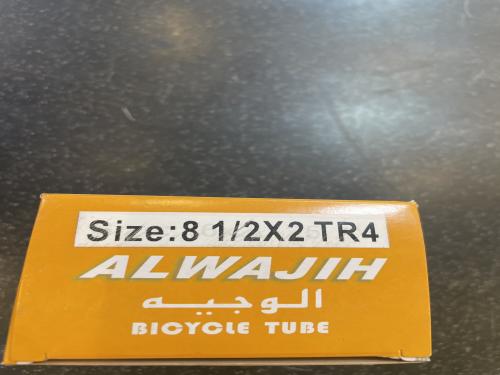 Size:8 1/2X2 TR4
ALWAJIH
الوجيه
BICYCLE TUBE